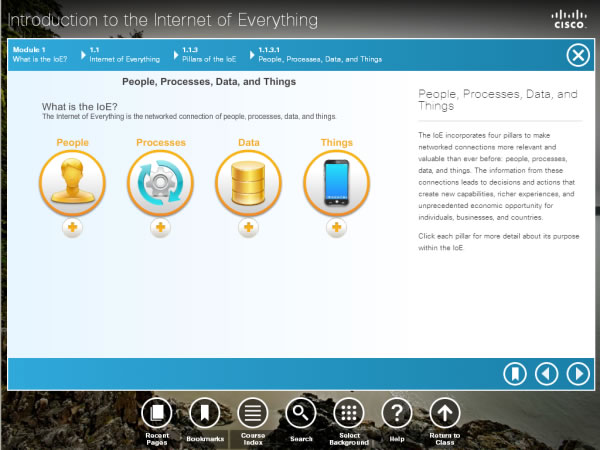 Introduction to the Internet of Everything
CISCO
Module 1
What is the IoE?
1.1
Internet of Everything
1.1.3
Pillars of the IoE
1.1.3.1
People, Processes, Data, and Things
People, Processes, Data, and Things
What is the IoE?
The Internet of Everything is the networked connection of people, processes, data, and things.
People
Processes
Data
Things
People, Processes, Data, and
Things
The IoE incorporates four pillars to make
networked connections more relevant and
valuable than ever before: people, processes,
data, and things. The information from these
connections leads to decisions and actions that
create new capabilities, richer experiences, and
unprecedented economic opportunity for
individuals, businesses, and countries.
Click each pillar for more detail about its purpose
within the IoE.
Recent
Pages
Bookmarks
Course
Index
Search
Select
Background
Help
Return to
Class